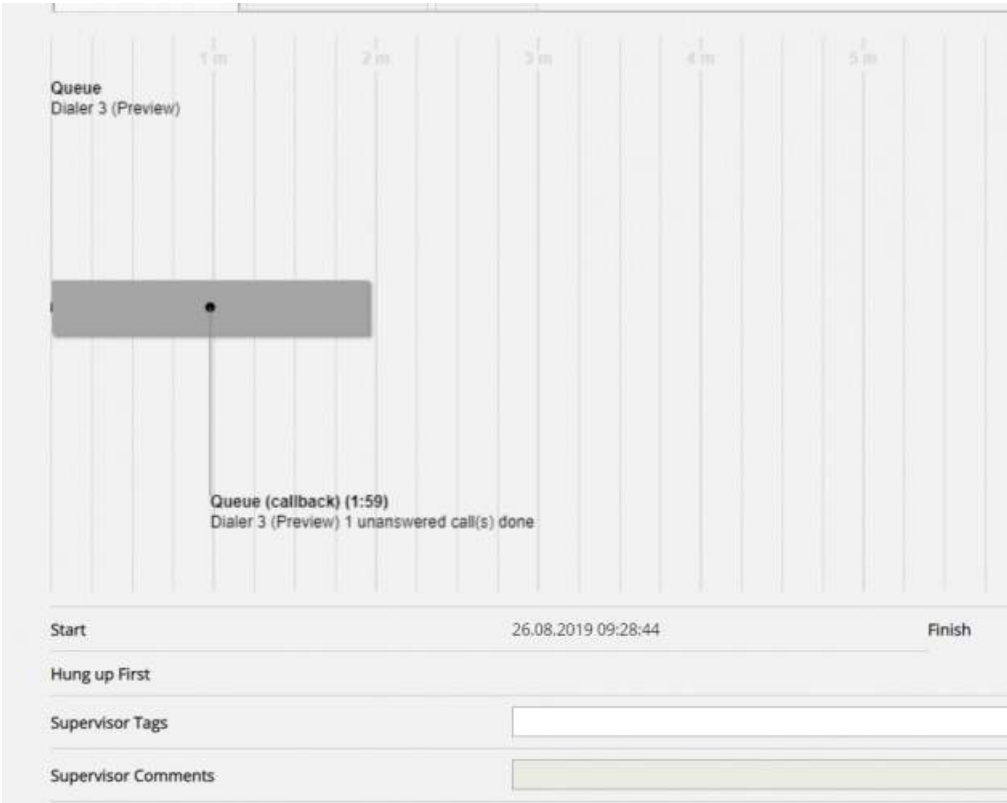 1 m 2 m 3 m 4 m 5 m
Queue
Dialer 3 (Preview)
Queue (callback) (1:59)
Dialer 3 (Preview) 1 unanswered call(s) done
Start 26.08.2019 09:28:44 Finish
Hung up First
Supervisor Tags
Supervisor Comments